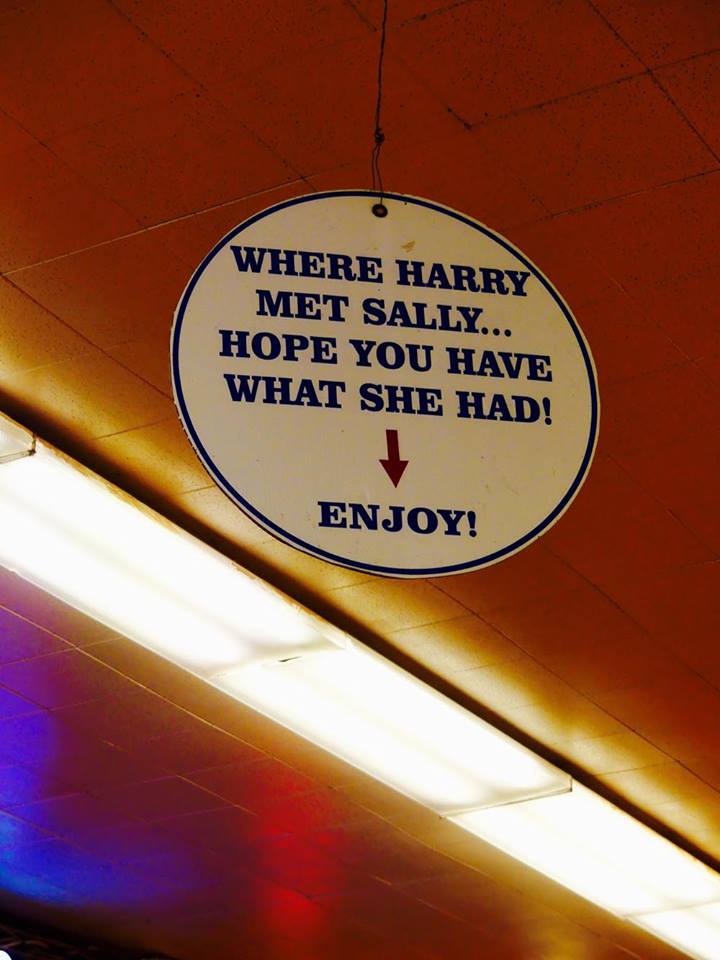 WHERE HARRY
MET SALLY...
HOPE YOU HAVE
WHAT SHE HAD!
ENJOY!